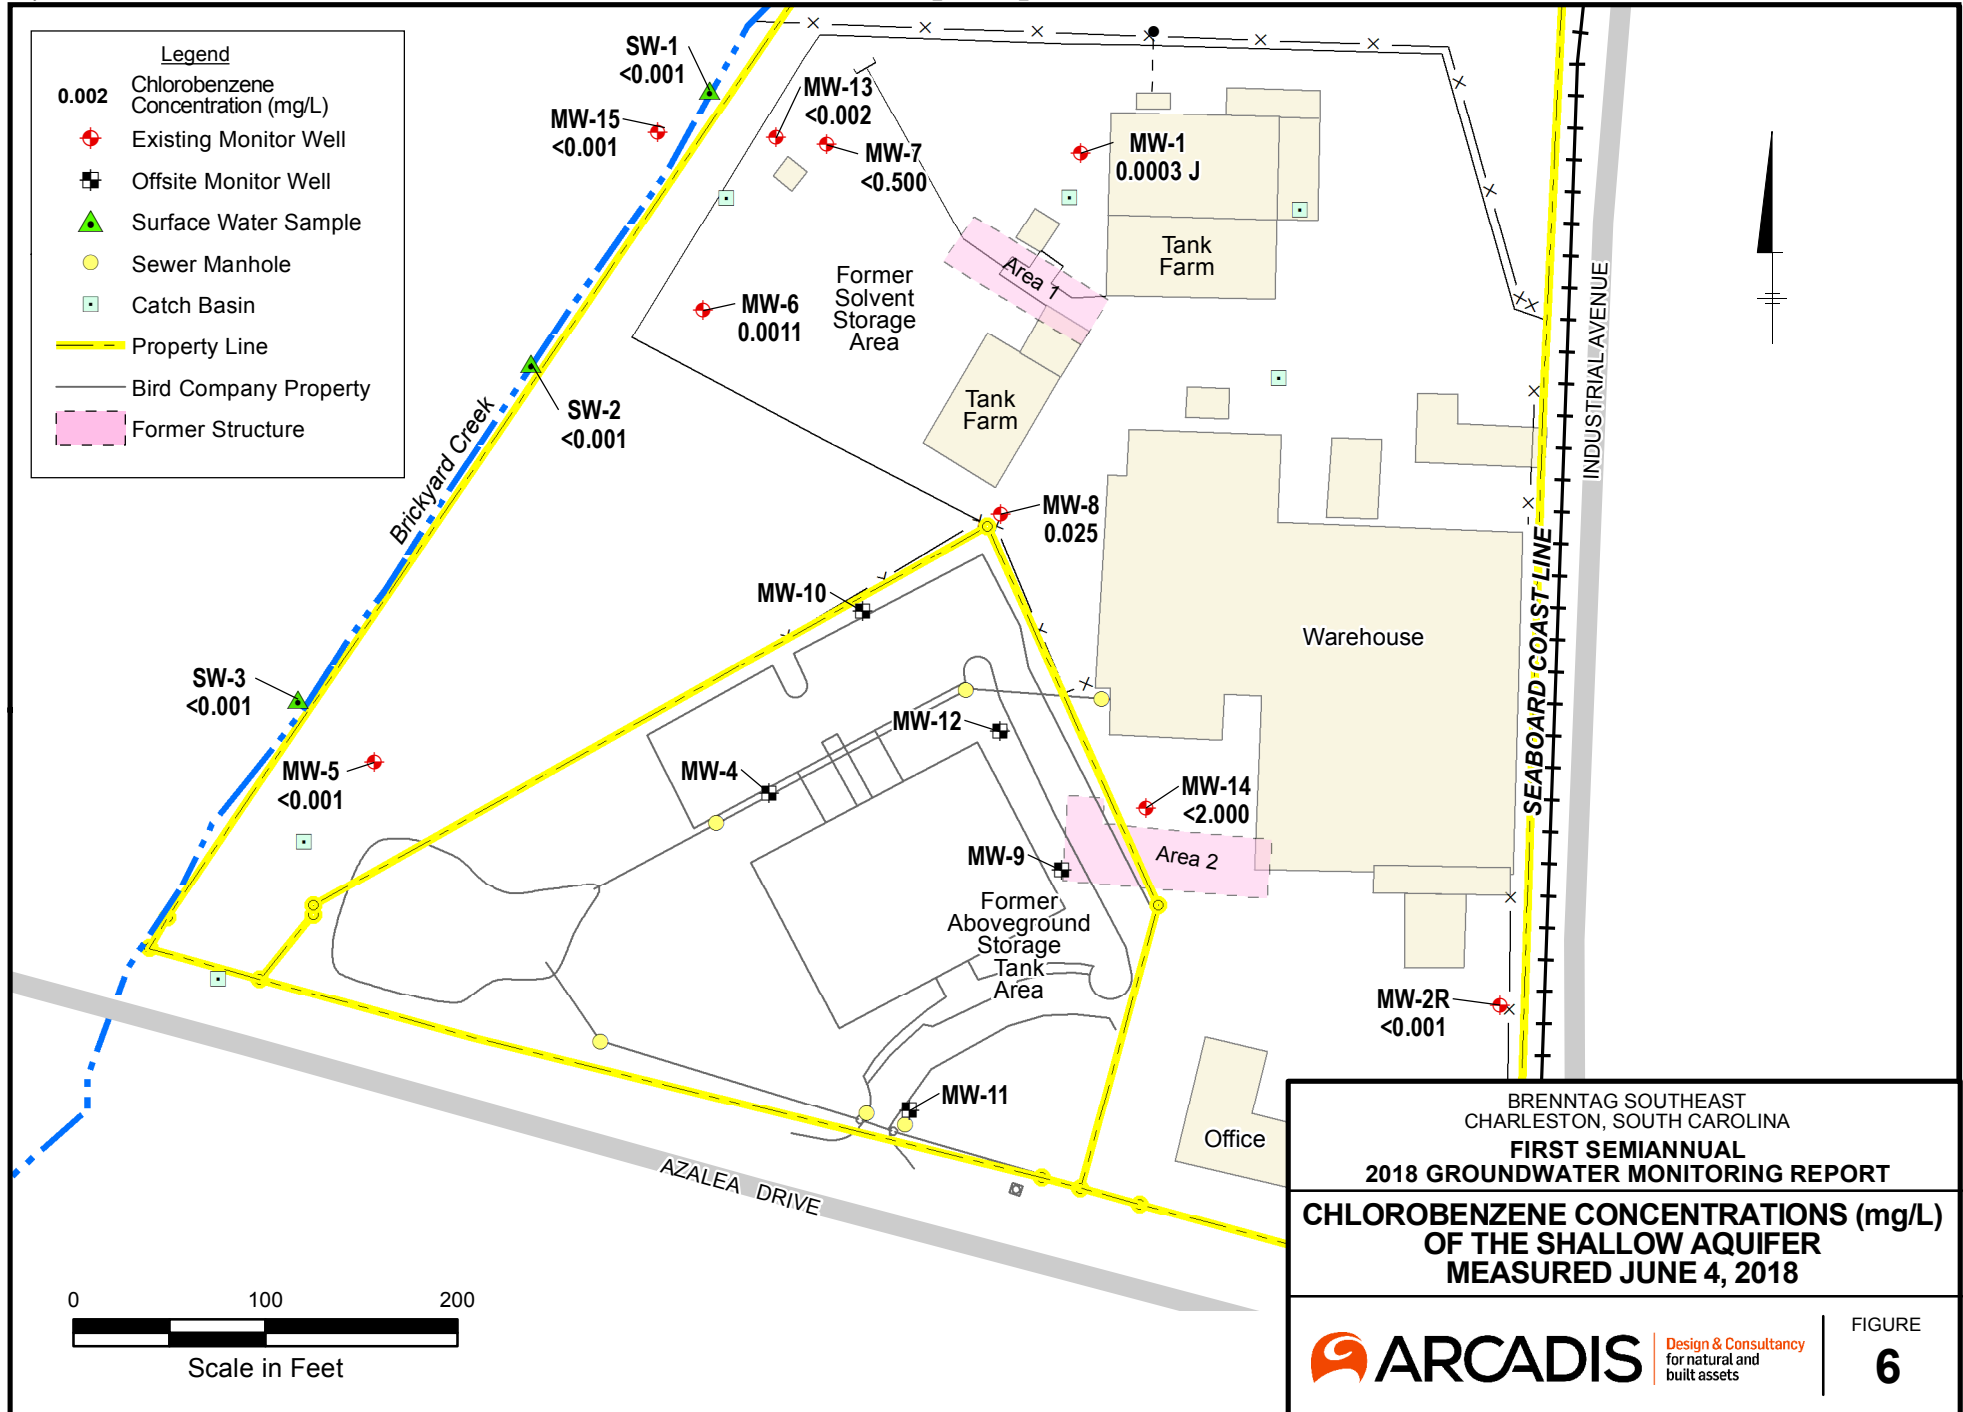 Legend
0.002 Chlorobenzene
Concentration (mg/L)
Existing Monitor Well
Offsite Monitor Well
Surface Water Sample
Sewer Manhole
Catch Basin
Property Line
Bird Company Property
Former Structure
SW-1
<0.001
MW-15
<0.001
MW-13
<0.002
MW-7
<0.500
MW-1
0.0003 J
Tank
Farm
Area 1
Former
Solvent
Storage
Area
MW-6
0.0011
Tank
Farm
SW-2
<0.001
Brickyard Creek
INDUSTRIAL AVENUE
SEABOARD COAST LINE
MW-8
0.025
MW-10
Warehouse
SW-3
<0.001
MW-12
MW-5
<0.001
MW-4
MW-14
<2.000
MW-9
Area 2
Former
Aboveground
Storage
Tank
Area
MW-2R
<0.001
MW-11
Office
AZALEA DRIVE
0 100 200
Scale in Feet
BRENNTAG SOUTHEAST
CHARLESTON, SOUTH CAROLINA
FIRST SEMIANNUAL
2018 GROUNDWATER MONITORING REPORT
CHLOROBENZENE CONCENTRATIONS (mg/L)
OF THE SHALLOW AQUIFER
MEASURED JUNE 4, 2018
ARCADIS
Design & Consultancy
for natural and
built assets
FIGURE
6